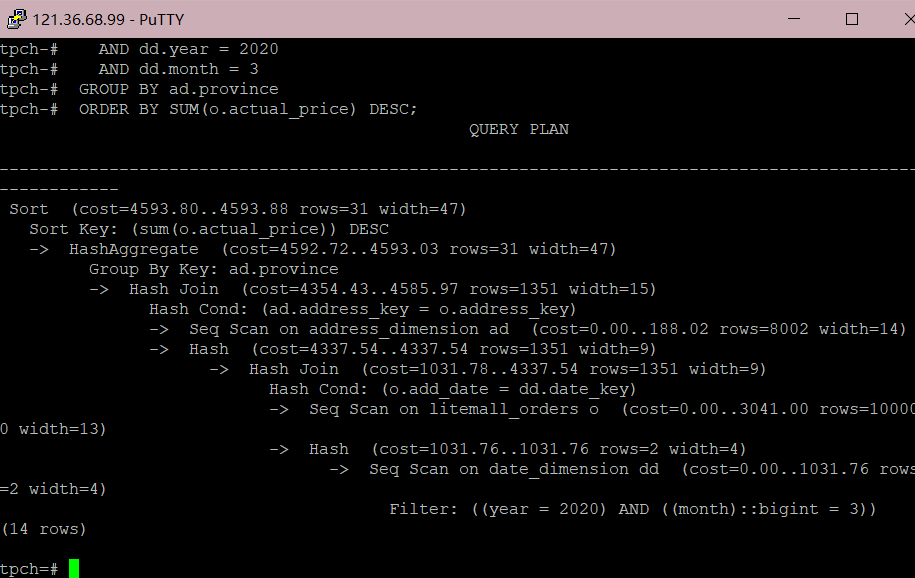 121.36.68.99 - PuTTY
tpch-#    AND dd.year = 2020
tpch-#    AND dd.month = 3
tpch-#  GROUP BY ad.province
tpch-#  ORDER BY SUM(o.actual_price) DESC;
QUERY PLAN
--------------------------------------------------------------------------------------------
------------
Sort  (cost=4593.80..4593.88 rows=31 width=47)
Sort Key: (sum(o.actual_price)) DESC
->  HashAggregate  (cost=4592.72..4593.03 rows=31 width=47)
Group By Key: ad.province
->  Hash Join  (cost=4354.43..4585.97 rows=1351 width=15)
Hash Cond: (ad.address_key = o.address_key)
->  Seq Scan on address_dimension ad  (cost=0.00..188.02 rows=8002 width=14)
->  Hash  (cost=4337.54..4337.54 rows=1351 width=9)
->  Hash Join  (cost=1031.78..4337.54 rows=1351 width=9)
Hash Cond: (o.add_date = dd.date_key)
->  Seq Scan on litemall_orders o  (cost=0.00..3041.00 rows=10000
0 width=13)
->  Hash  (cost=1031.76..1031.76 rows=2 width=4)
->  Seq Scan on date_dimension dd  (cost=0.00..1031.76 rows
=2 width=4)
Filter: ((year = 2020) AND ((month)::bigint = 3))
(14 rows)
tpch=#